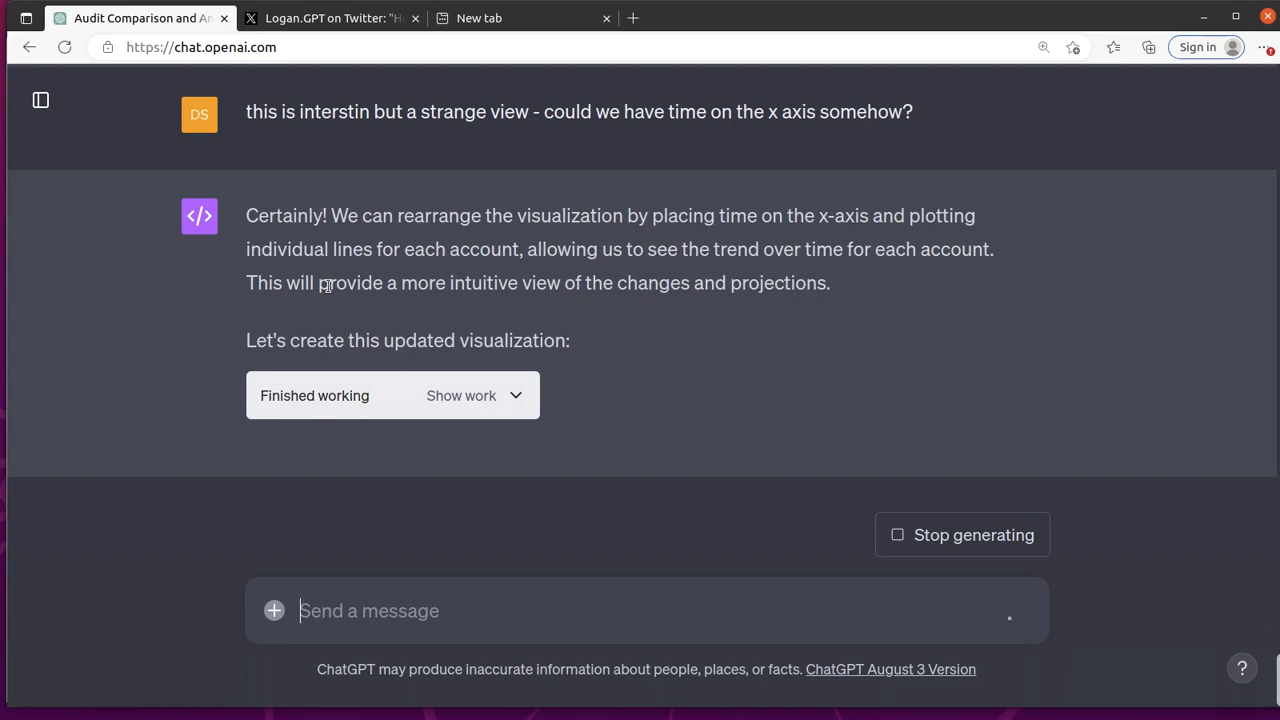 Audit Comparison and An
Logan.GPT on Twitter: "H
New tab
https://chat.openai.com
Sign in
DS
this is interstin but a strange view - could we have time on the x axis somehow?
Certainly! We can rearrange the visualization by placing time on the x-axis and plotting
individual lines for each account, allowing us to see the trend over time for each account.
This will provide a more intuitive view of the changes and projections.
Let's create this updated visualization:
Finished working Show work
Stop generating
Send a message
ChatGPT may produce inaccurate information about people, places, or facts. ChatGPT August 3 Version
?